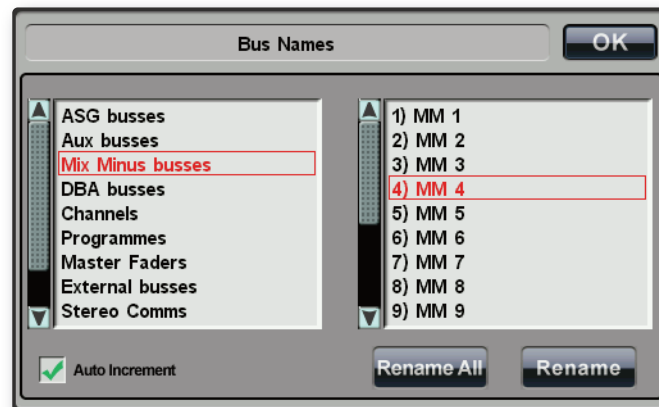 Bus Names
OK
ASG busses
Aux busses
Mix Minus busses
DBA busses
Channels
Programmes
Master Faders
External busses
Stereo Comms
1) MM 1
2) MM 2
3) MM 3
4) MM 4
5) MM 5
6) MM 6
7) MM 7
8) MM 8
9) MM 9
Auto Increment
Rename All
Rename